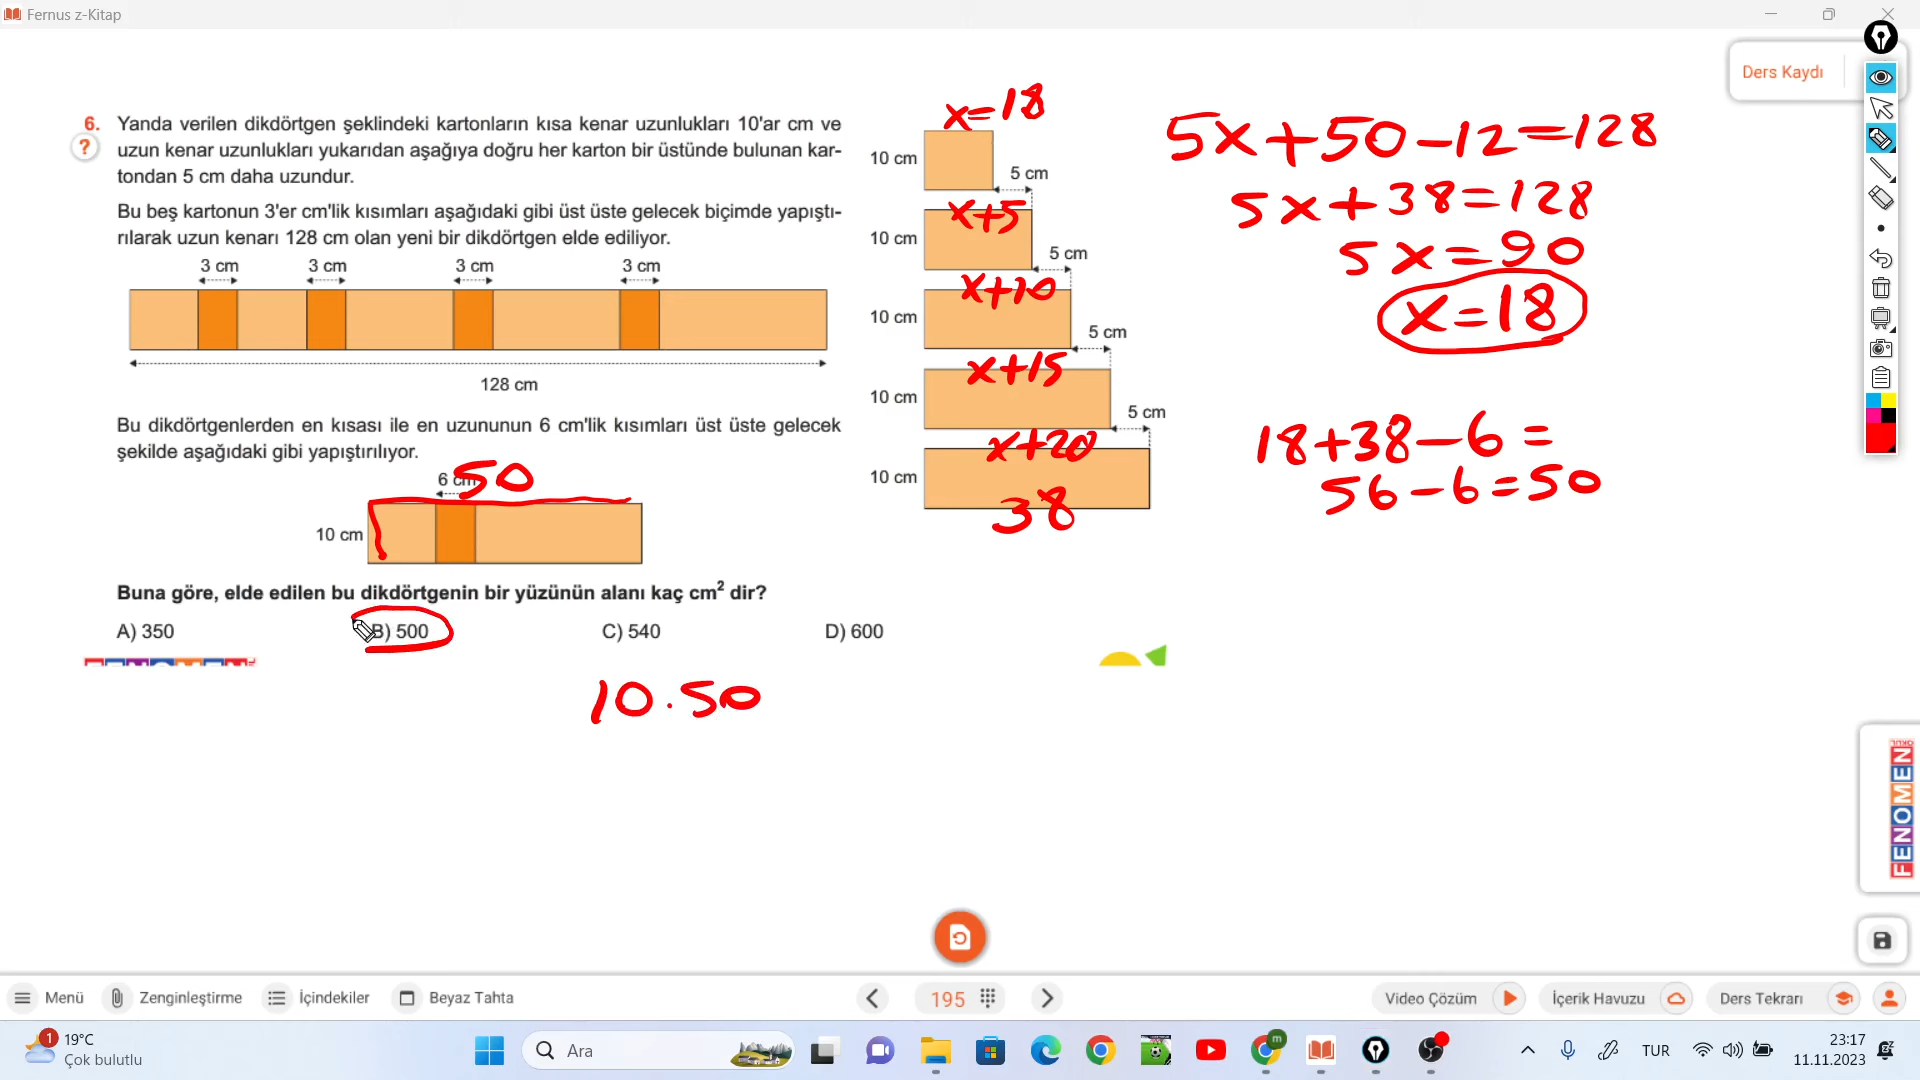 Fernus z-Kitap
Ders Kaydı
6. Yanda verilen dikdörtgen şeklindeki kartonların kısa kenar uzunlukları 10'ar cm ve
? uzun kenar uzunlukları yukarıdan aşağıya doğru her karton bir üstünde bulunan kar-
tondan 5 cm daha uzundur.
Bu beş kartonun 3'er cm'lik kısımları aşağıdaki gibi üst üste gelecek biçimde yapıştı-
rılarak uzun kenarı 128 cm olan yeni bir dikdörtgen elde ediliyor.
3 cm 3 cm 3 cm 3 cm
128 cm
Bu dikdörtgenlerden en kısası ile en uzununun 6 cm'lik kısımları üst üste gelecek
şekilde aşağıdaki gibi yapıştırılıyor.
6 cm 50
10 cm
Buna göre, elde edilen bu dikdörtgenin bir yüzünün alanı kaç cm² dir?
A) 350 B) 500 C) 540 D) 600
10.50
x=18
10 cm
5 cm
x+5
10 cm
5 cm
x+10
10 cm
5 cm
x+15
10 cm
5 cm
x+20
10 cm
38
5x+50-12=128
5x+38=128
5x=90
x=18
18+38-6=
56-6=50
FENOMEN
OKUL
Menü Zenginleştirme İçindekiler Beyaz Tahta 195 Video Çözüm İçerik Havuzu Ders Tekrarı
1 19°C
Çok bulutlu
Ara
m
TUR
23:17
11.11.2023